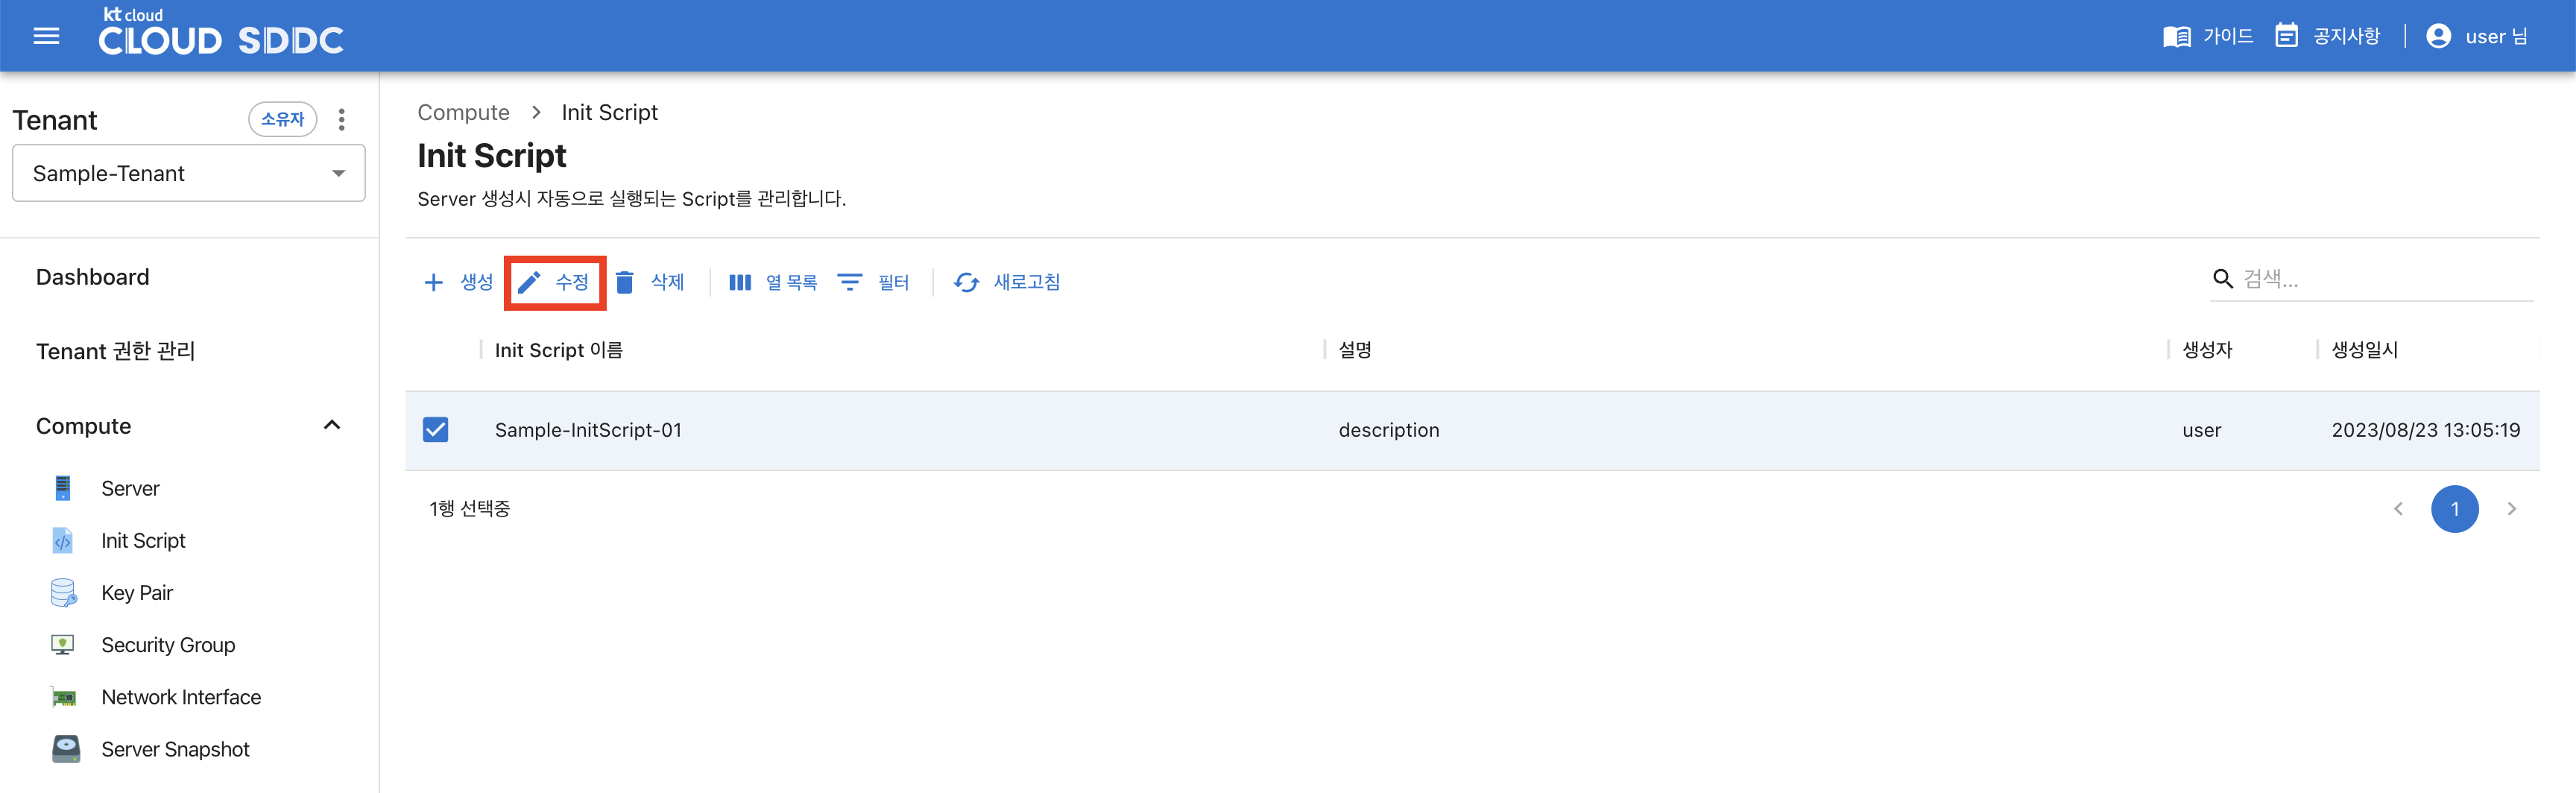 kt cloud
CLOUD SDDC
가이드
공지사항
user 님
Tenant
소유자
Sample-Tenant
Dashboard
Tenant 권한 관리
Compute
Server
Init Script
Key Pair
Security Group
Network Interface
Server Snapshot
Compute > Init Script
Init Script
Server 생성시 자동으로 실행되는 Script를 관리합니다.
생성 수정 삭제 열 목록 필터 새로고침
검색...
Init Script 이름 설명 생성자 생성일시
Sample-InitScript-01 description user 2023/08/23 13:05:19
1행 선택중
1